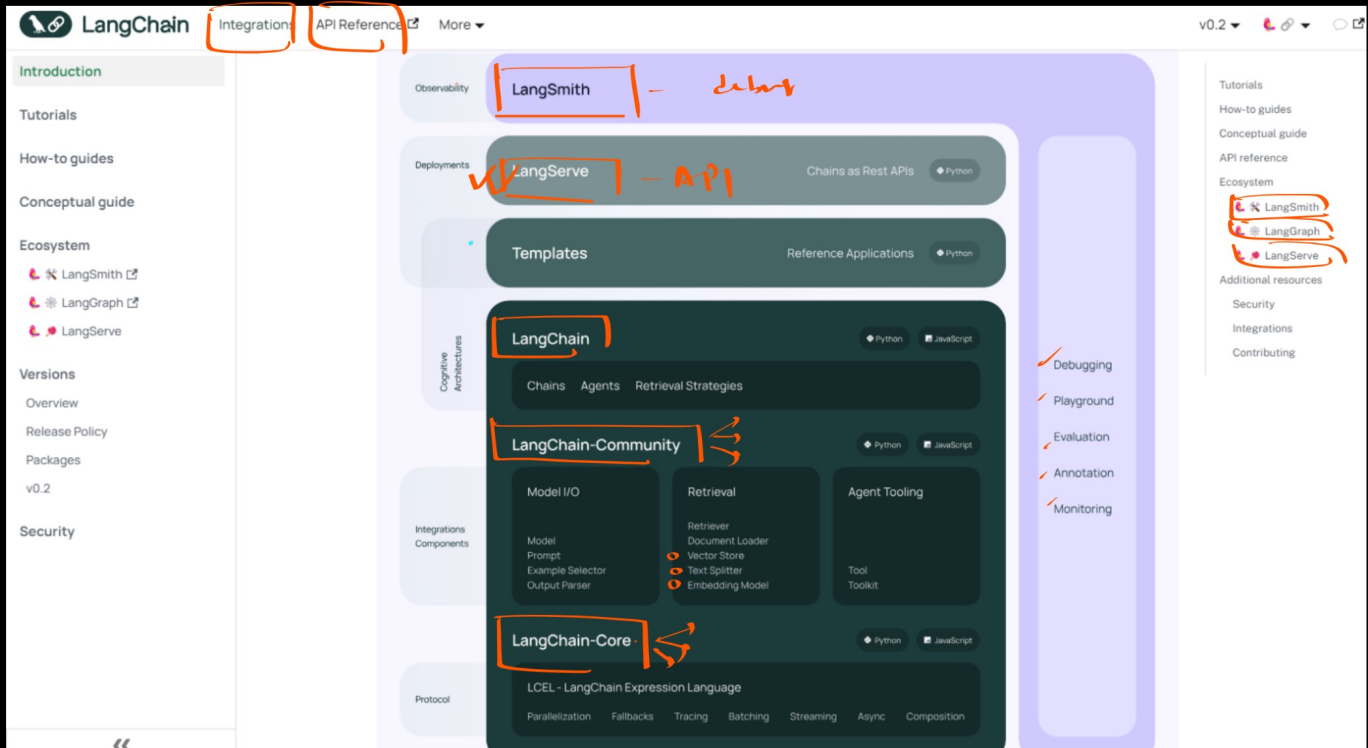 LangChain
Integrations
API Reference
More
v0.2
Introduction
Tutorials
How-to guides
Conceptual guide
Ecosystem
LangSmith
LangGraph
LangServe
Versions
Overview
Release Policy
Packages
v0.2
Security
Observability
LangSmith
- debug
Deployments
LangServe
- API
Chains as Rest APIs
Python
Templates
Reference Applications
Python
Cognitive
Architectures
LangChain
Python
JavaScript
Chains Agents Retrieval Strategies
LangChain-Community
Python
JavaScript
Integrations
Components
Model I/O
Model
Prompt
Example Selector
Output Parser
Retrieval
Retriever
Document Loader
Vector Store
Text Splitter
Embedding Model
Agent Tooling
Tool
Toolkit
LangChain-Core
Python
JavaScript
Protocol
LCEL - LangChain Expression Language
Parallelization Fallbacks Tracing Batching Streaming Async Composition
Debugging
Playground
Evaluation
Annotation
Monitoring
Tutorials
How-to guides
Conceptual guide
API reference
Ecosystem
LangSmith
LangGraph
LangServe
Additional resources
Security
Integrations
Contributing